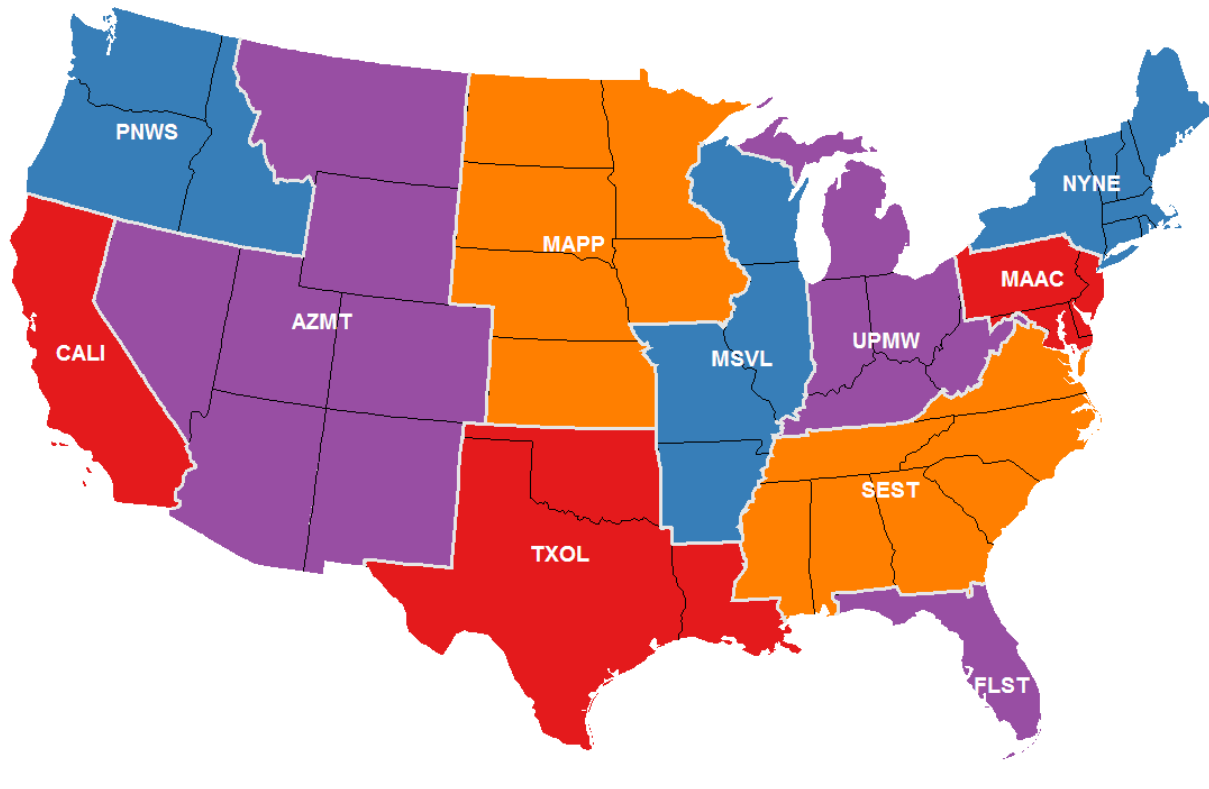 PNWS
NYNE
MAPP
MAAC
AZMT
UPMW
CALI
MSVL
SEST
TXOL
FLST